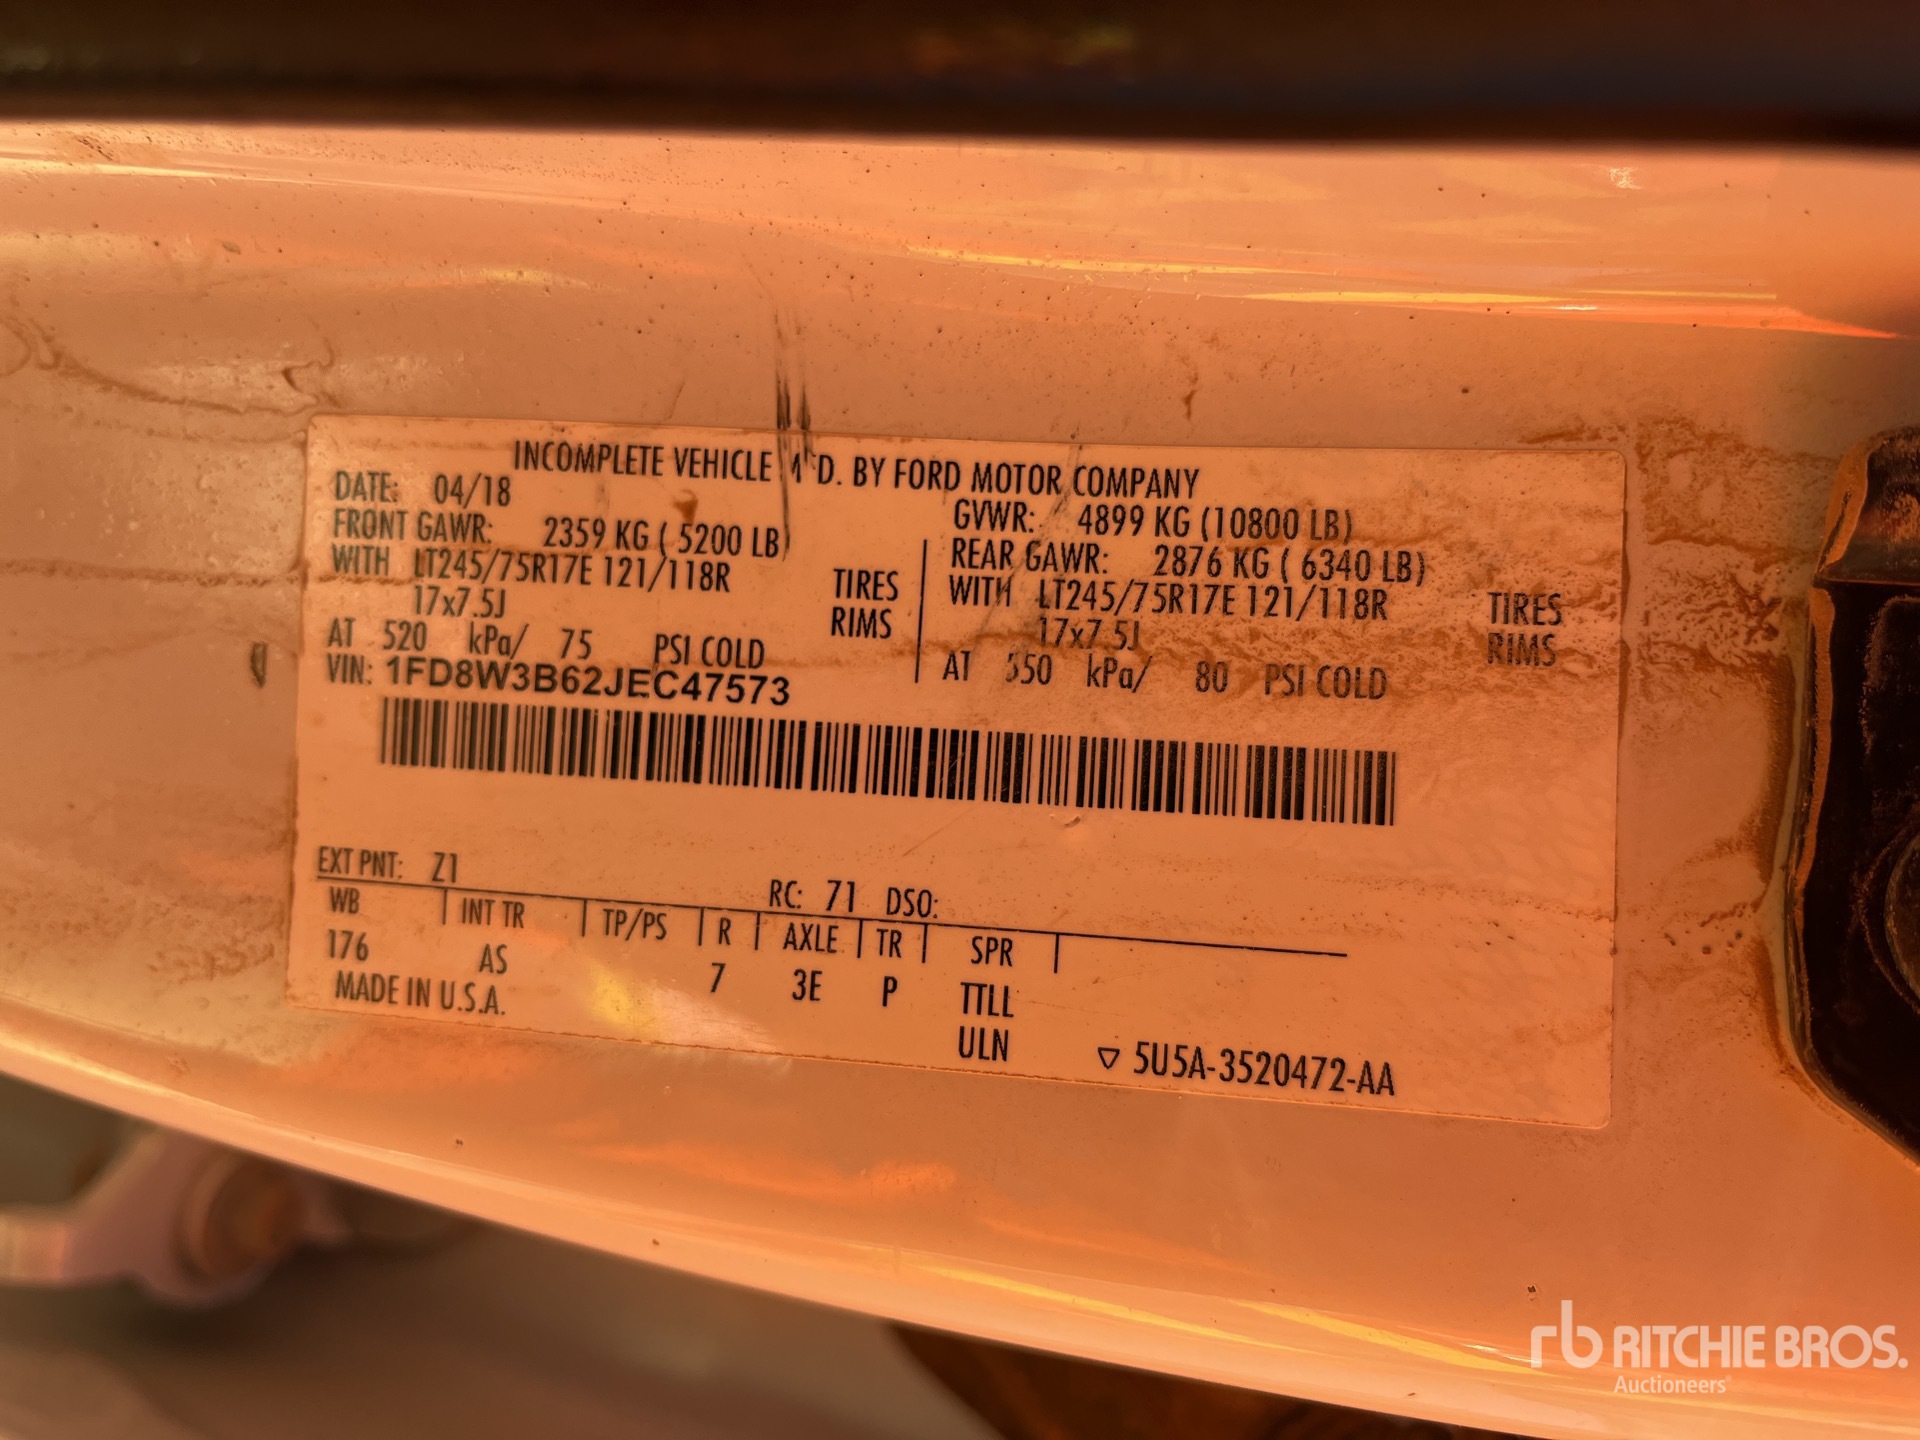 INCOMPLETE VEHICLE M'D. BY FORD MOTOR COMPANY
DATE: 04/18 GVWR: 4899 KG (10800 LB)
FRONT GAWR: 2359 KG ( 5200 LB) REAR GAWR: 2876 KG ( 6340 LB)
WITH LT245/75R17E 121/118R TIRES WITH LT245/75R17E 121/118R TIRES
17x7.5J RIMS 17x7.5J RIMS
AT 520 kPa/ 75 PSI COLD AT 550 kPa/ 80 PSI COLD
VIN: 1FD8W3B62JEC47573
EXT PNT: Z1 RC: 71 DSO:
WB INT TR TP/PS R AXLE TR SPR
176 AS 7 3E P TTLL
MADE IN U.S.A. ULN
5U5A-3520472-AA
rb RITCHIE BROS.
Auctioneers